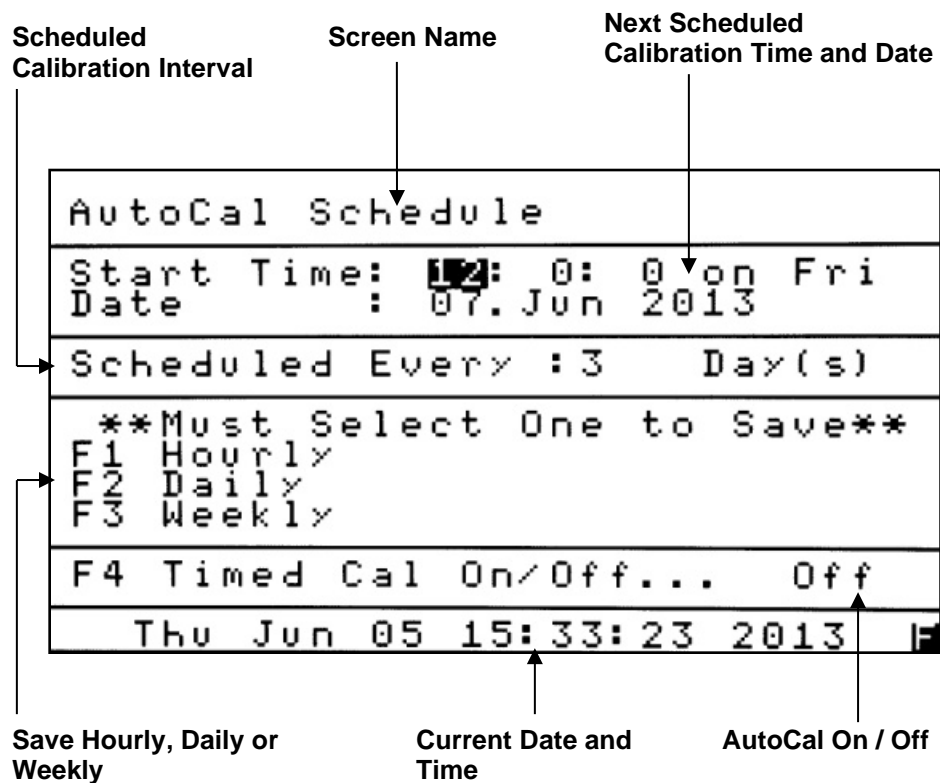 Scheduled
Calibration Interval
Screen Name
Next Scheduled
Calibration Time and Date
AutoCal Schedule
Start Time: 12: 0: 0 on Fri
Date : 07.Jun 2013
Scheduled Every :3 Day(s)
**Must Select One to Save**
F1 Hourly
F2 Daily
F3 Weekly
F4 Timed Cal On/Off... Off
Thu Jun 05 15:33:23 2013 F
Save Hourly, Daily or
Weekly
Current Date and
Time
AutoCal On / Off